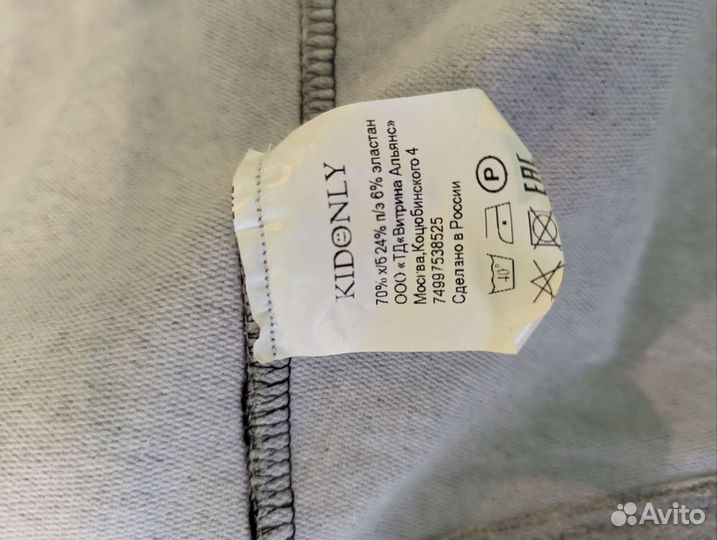 KIDONLY
70% х/б 24% п/э 6% эластан
ООО «ТД«Витрина Альянс»
Москва,Коцюбинского 4
74997538525
Сделано в России
40°
P
EAC
Avito